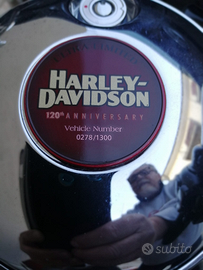 HARLEY-
DAVIDSON
120th ANNIVERSARY
Vehicle Number
0278/1300
subito